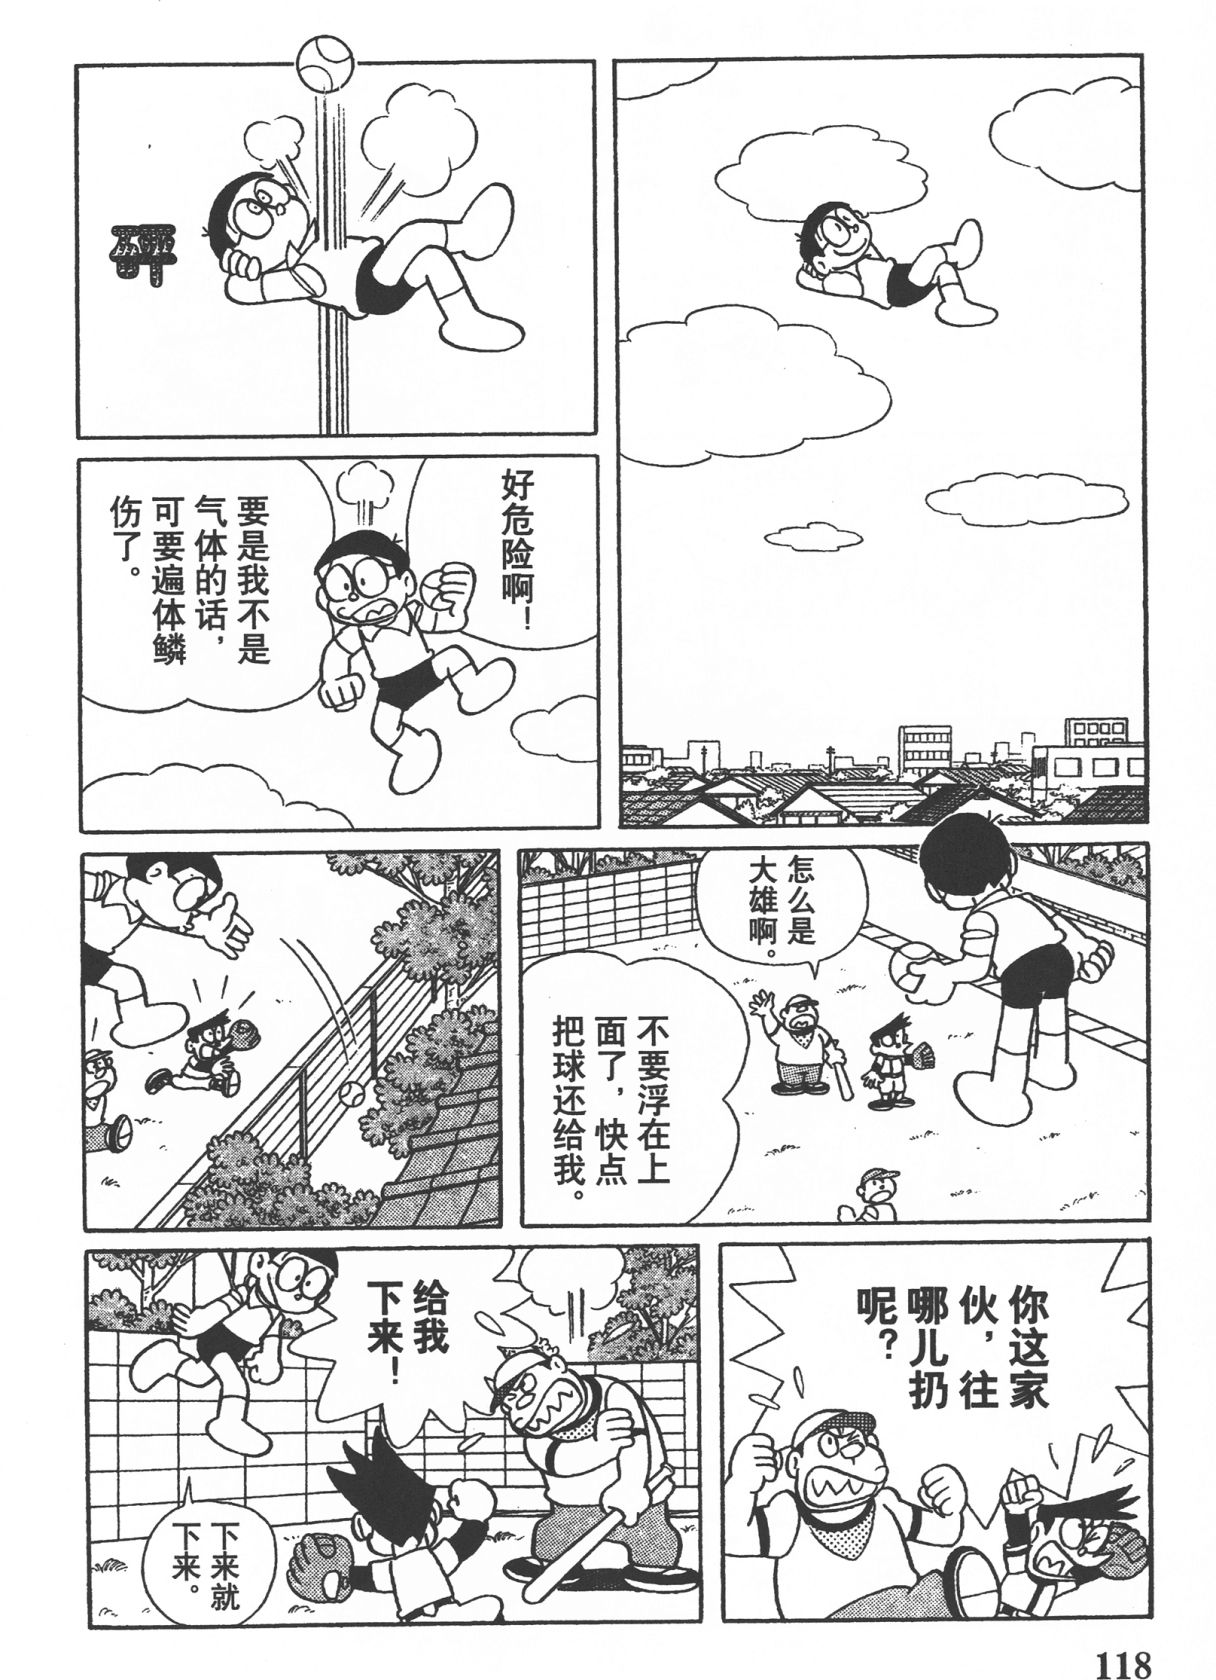 砰
好危险啊！
要是我不是
气体的话，
可要遍体鳞
伤了。
怎么是
大雄啊。
不要浮在上
面了，快点
把球还给我。
你这家
伙，往
哪儿扔
呢？
给我
下来！
下来就
下来。
118